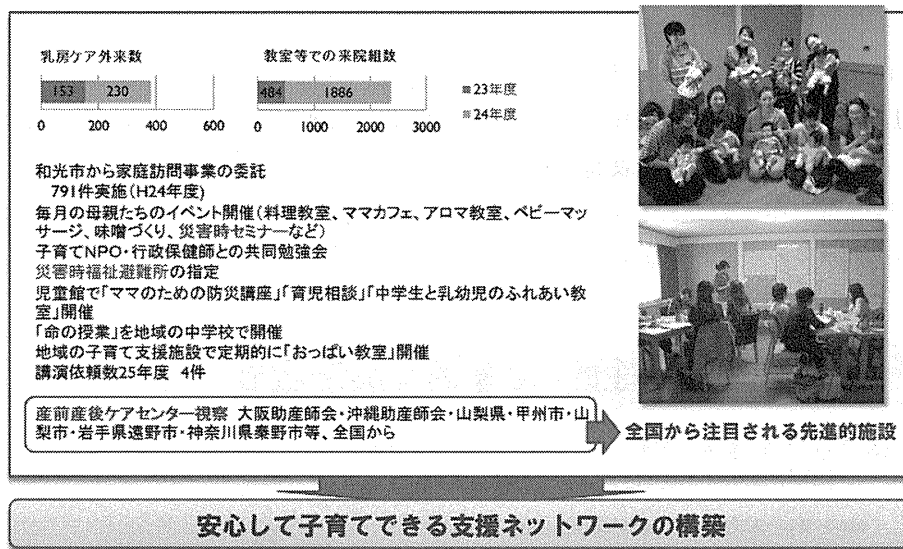 乳房ケア外来数
153 230
0 200 400 600
教室等での来院組数
484 1886
0 1000 2000 3000
■23年度
■24年度
和光市から家庭訪問事業の委託
791件実施(H24年度)
毎月の母親たちのイベント開催(料理教室、ママカフェ、アロマ教室、ベビーマッ
サージ、味噌づくり、災害時セミナーなど)
子育てNPO・行政保健師との共同勉強会
災害時福祉避難所の指定
児童館で「ママのための防災講座」「育児相談」「中学生と乳幼児のふれあい教
室」開催
「命の授業」を地域の中学校で開催
地域の子育て支援施設で定期的に「おっぱい教室」開催
講演依頼数25年度 4件
産前産後ケアセンター視察 大阪助産師会・沖縄助産師会・山梨県・甲州市・山
梨市・岩手県遠野市・神奈川県秦野市等、全国から
全国から注目される先進的施設
安心して子育てできる支援ネットワークの構築